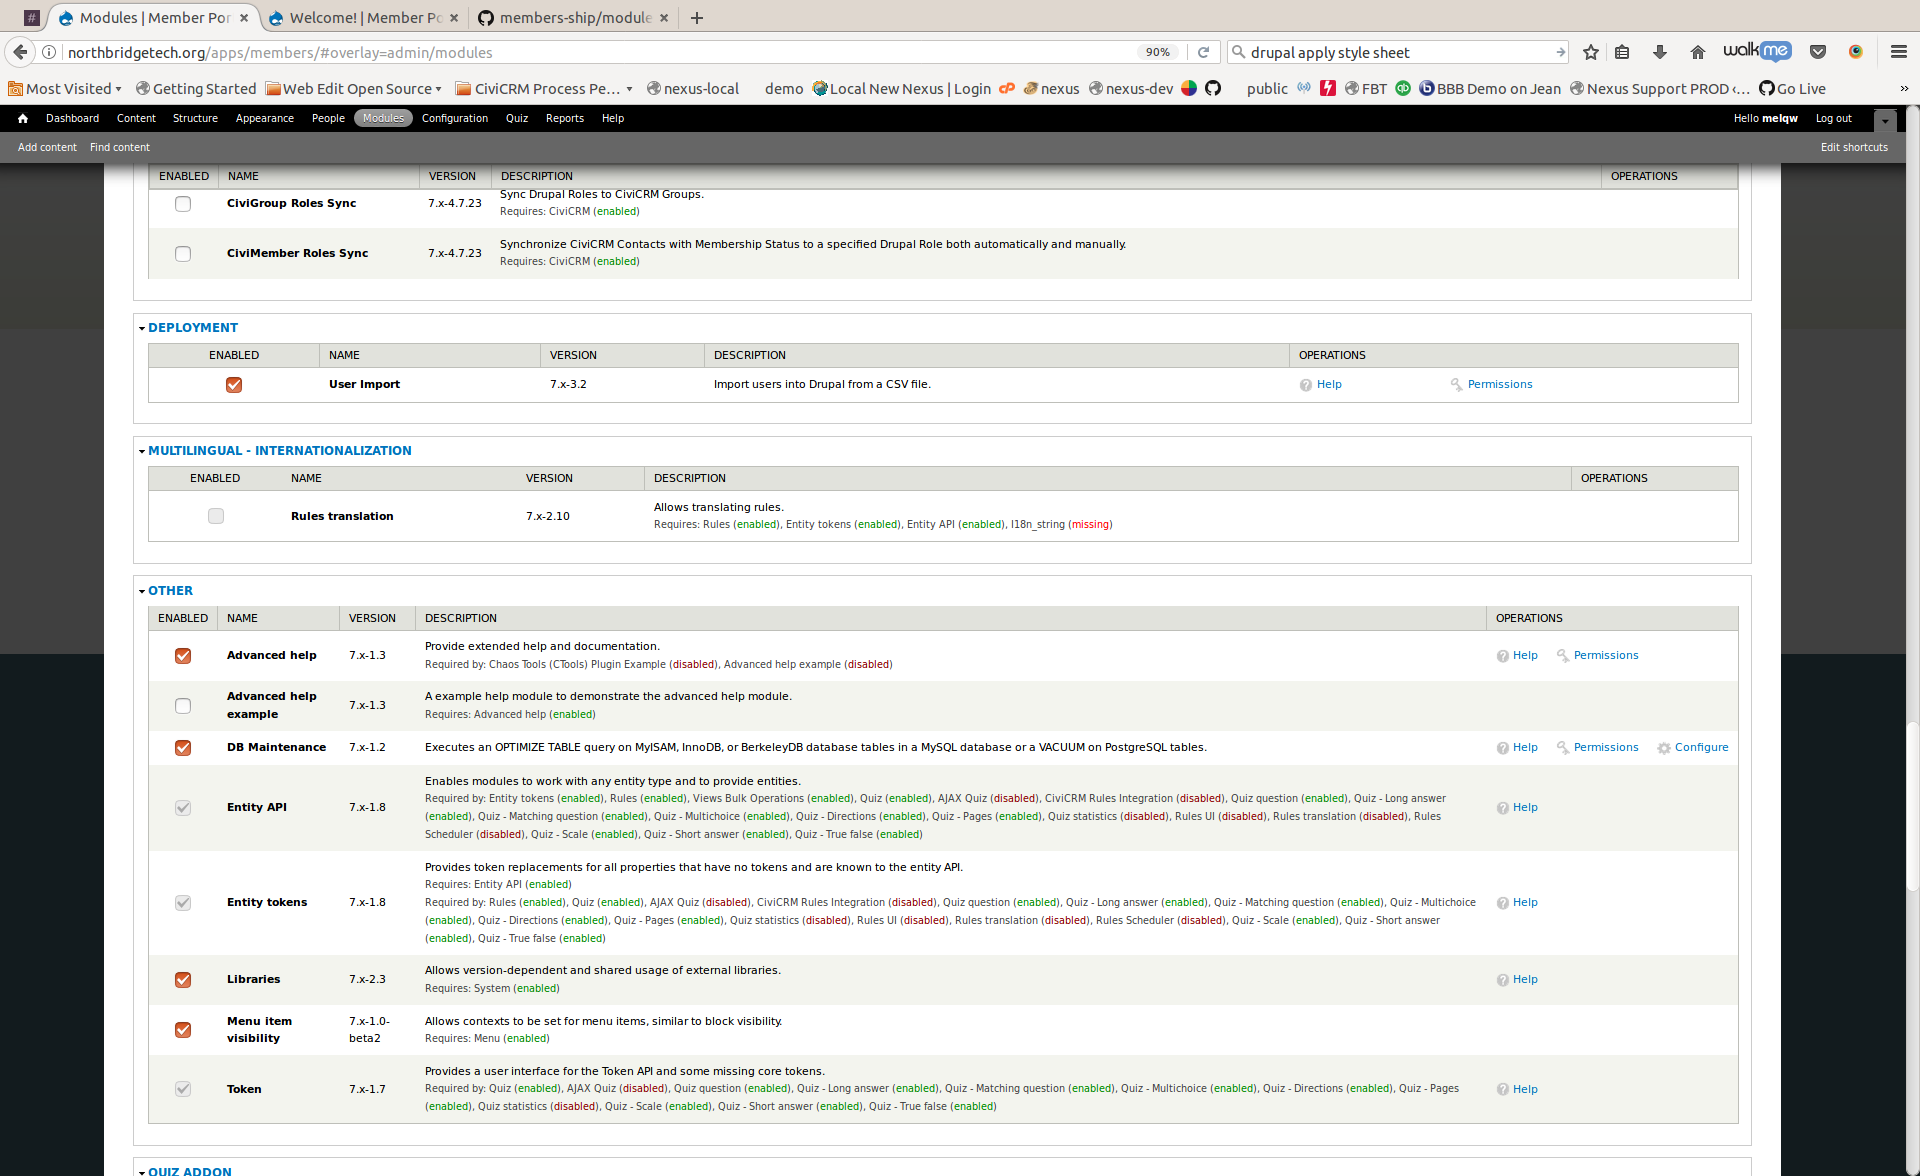 Modules | Member Por
Welcome! | Member Po
members-ship/module
northbridgetech.org/apps/members/#overlay=admin/modules
90%
drupal apply style sheet
walkme
Most Visited
Getting Started
Web Edit Open Source
CiviCRM Process Pe...
nexus-local
demo
Local New Nexus | Login
nexus
nexus-dev
public
FBT
BBB Demo on Jean
Nexus Support PROD ‹...
Go Live
Dashboard Content Structure Appearance People Modules Configuration Quiz Reports Help
Hello melqw Log out
Add content Find content
Edit shortcuts
ENABLED NAME VERSION DESCRIPTION OPERATIONS
Sync Drupal Roles to CiviCRM Groups.
CiviGroup Roles Sync 7.x-4.7.23
Requires: CiviCRM (enabled)
Synchronize CiviCRM Contacts with Membership Status to a specified Drupal Role both automatically and manually.
CiviMember Roles Sync 7.x-4.7.23
Requires: CiviCRM (enabled)
DEPLOYMENT
ENABLED NAME VERSION DESCRIPTION OPERATIONS
User Import 7.x-3.2 Import users into Drupal from a CSV file. Help Permissions
MULTILINGUAL - INTERNATIONALIZATION
ENABLED NAME VERSION DESCRIPTION OPERATIONS
Allows translating rules.
Rules translation 7.x-2.10
Requires: Rules (enabled), Entity tokens (enabled), Entity API (enabled), I18n_string (missing)
OTHER
ENABLED NAME VERSION DESCRIPTION OPERATIONS
Provide extended help and documentation.
Advanced help 7.x-1.3 Help Permissions
Required by: Chaos Tools (CTools) Plugin Example (disabled), Advanced help example (disabled)
Advanced help
example
7.x-1.3
A example help module to demonstrate the advanced help module.
Requires: Advanced help (enabled)
DB Maintenance 7.x-1.2 Executes an OPTIMIZE TABLE query on MyISAM, InnoDB, or BerkeleyDB database tables in a MySQL database or a VACUUM on PostgreSQL tables. Help Permissions Configure
Entity API 7.x-1.8
Enables modules to work with any entity type and to provide entities.
Required by: Entity tokens (enabled), Rules (enabled), Views Bulk Operations (enabled), Quiz (enabled), AJAX Quiz (disabled), CiviCRM Rules Integration (disabled), Quiz question (enabled), Quiz - Long answer
(enabled), Quiz - Matching question (enabled), Quiz - Multichoice (enabled), Quiz - Directions (enabled), Quiz - Pages (enabled), Quiz statistics (disabled), Rules UI (disabled), Rules translation (disabled), Rules
Scheduler (disabled), Quiz - Scale (enabled), Quiz - Short answer (enabled), Quiz - True false (enabled)
Help
Entity tokens 7.x-1.8
Provides token replacements for all properties that have no tokens and are known to the entity API.
Requires: Entity API (enabled)
Required by: Rules (enabled), Quiz (enabled), AJAX Quiz (disabled), CiviCRM Rules Integration (disabled), Quiz question (enabled), Quiz - Long answer (enabled), Quiz - Matching question (enabled), Quiz - Multichoice
(enabled), Quiz - Directions (enabled), Quiz - Pages (enabled), Quiz statistics (disabled), Rules UI (disabled), Rules translation (disabled), Rules Scheduler (disabled), Quiz - Scale (enabled), Quiz - Short answer
(enabled), Quiz - True false (enabled)
Help
Libraries 7.x-2.3
Allows version-dependent and shared usage of external libraries.
Requires: System (enabled)
Help
Menu item
visibility
7.x-1.0-
beta2
Allows contexts to be set for menu items, similar to block visibility.
Requires: Menu (enabled)
Token 7.x-1.7
Provides a user interface for the Token API and some missing core tokens.
Required by: Quiz (enabled), AJAX Quiz (disabled), Quiz question (enabled), Quiz - Long answer (enabled), Quiz - Matching question (enabled), Quiz - Multichoice (enabled), Quiz - Directions (enabled), Quiz - Pages
(enabled), Quiz statistics (disabled), Quiz - Scale (enabled), Quiz - Short answer (enabled), Quiz - True false (enabled)
Help
QUIZ ADDON